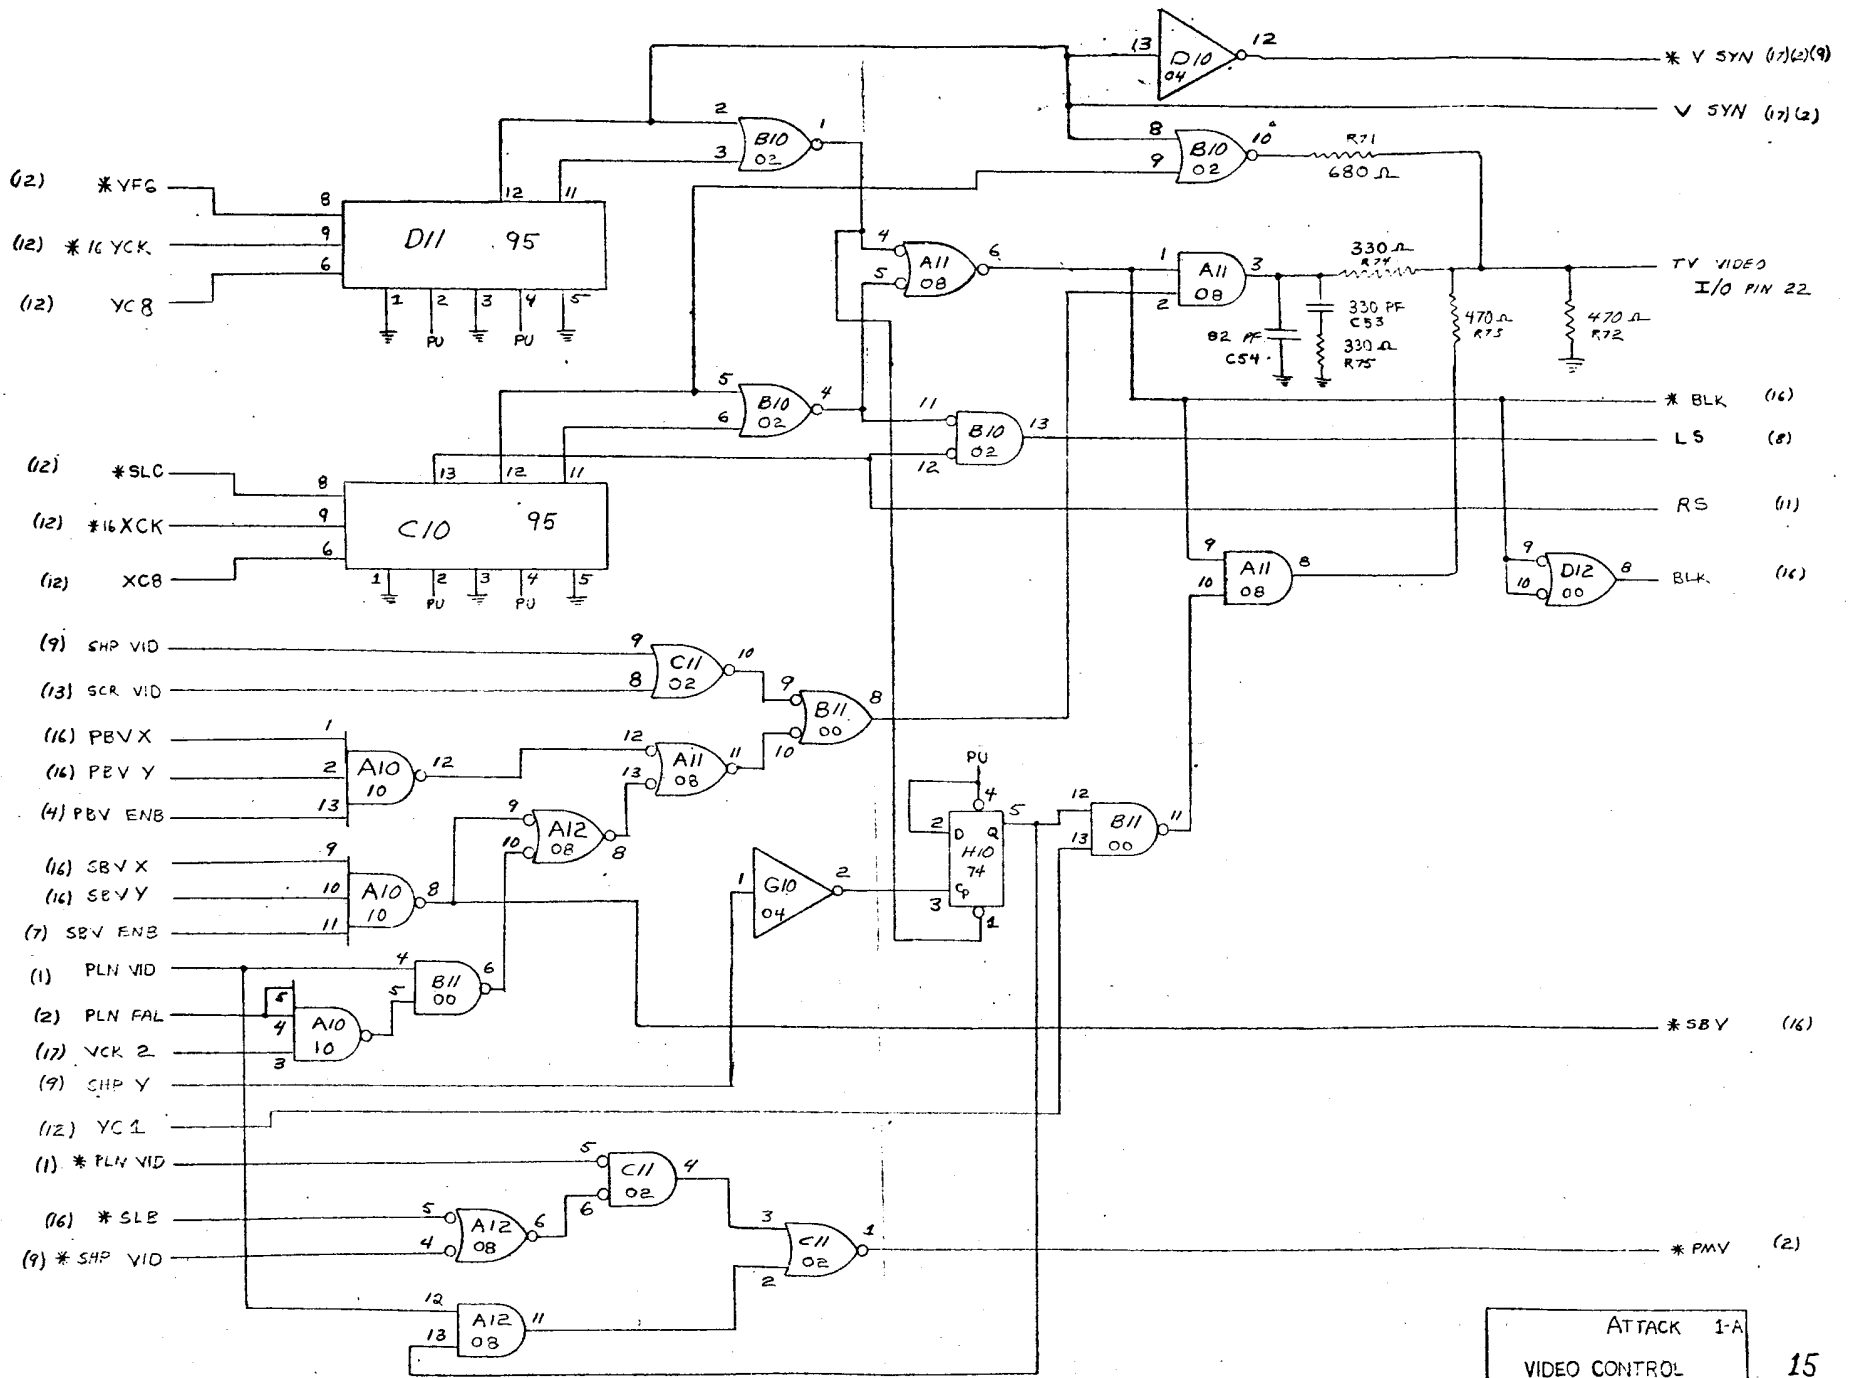 13 D10 04 12 * V SYN (17)(2)(9)
V SYN (17)(2)
2 3 B10 02 1
8 9 B10 02 10 R71 680 Ω
(12) *YFG 8
(12) *16 YCK 9
(12) YC8 6
12 11
D11 95
1 2 3 4 5
PU PU
4 5 A11 08 6
1 2 A11 08 3
330 Ω R74
TV VIDEO
I/O PIN 22
82 PF C54
330 PF C53
330 Ω R75
470 Ω R73
470 Ω R72
5 6 B10 02 4
11 12 B10 02 13
* BLK (16)
LS (8)
RS (11)
(12) *SLC 8
(12) *16 XCK 9
(12) XC8 6
13 12 11
C10 95
1 2 3 4 5
PU PU
9 10 A11 08 8
9 10 D12 00 8
BLK (16)
(9) SHP VID 9
(13) SCR VID 8
C11 02 10
9 10 B11 00 8
(16) PBV X 1
(16) PBV Y 2
(4) PBV ENB 13
A10 10 12
12 13 A11 08 11
9 10 A12 08 8
(16) SBV X 9
(16) SBV Y 10
(7) SBV ENB 11
A10 10 8
1 G10 04 2
PU
4 2 D Q 5
H10 74
3 Cp 1
12 13 B11 00 11
(1) PLN VID
4 5 B11 00 6
(2) PLN FAL
5 4 3 A10 10
(17) VCK 2
(9) SHP Y
(12) YC1
* SBV (16)
(1) * PLN VID
5 6 C11 02 4
(16) * SLB 5
(9) * SHP VID 4
A12 08 6
3 2 C11 02 1
* PMV (2)
12 13 A12 08 11
ATTACK 1-A
VIDEO CONTROL
15